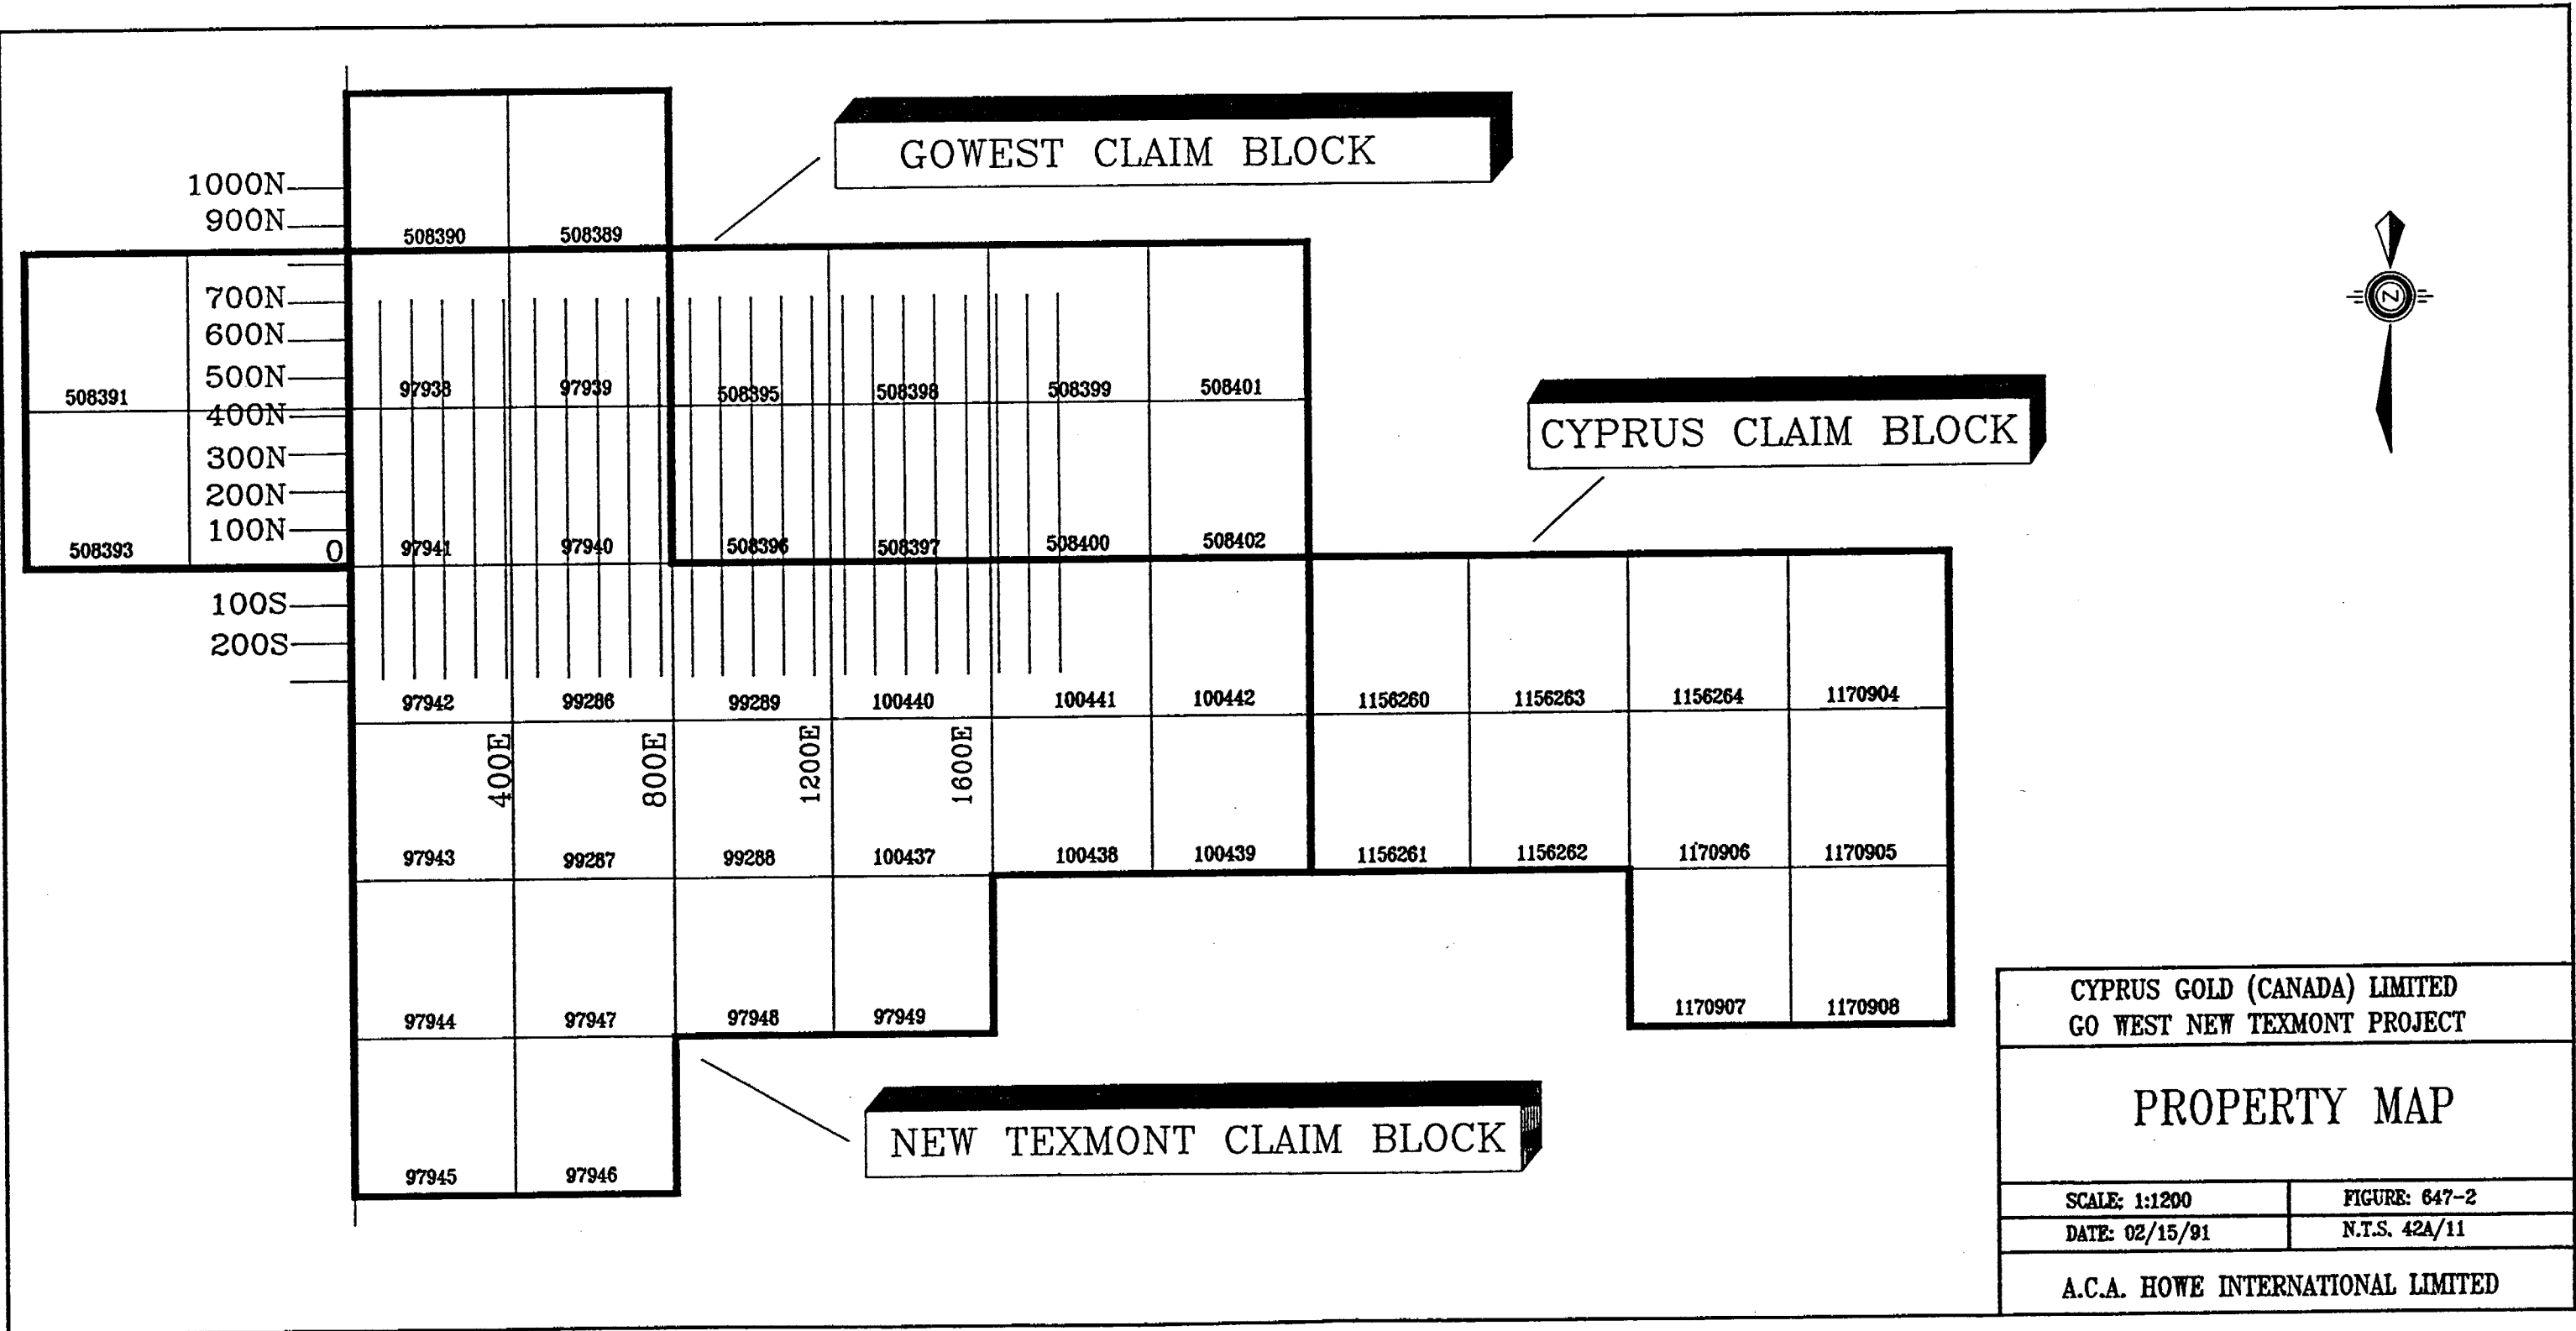 GOWEST CLAIM BLOCK
1000N
900N
508390 508389
700N
600N
500N
400N
300N
200N
100N
0
100S
200S
508391 97938 97939 508395 508398 508399 508401
N
CYPRUS CLAIM BLOCK
508393 97941 97940 508396 508397 508400 508402
97942 99286 99289 100440 100441 100442 1156260 1156263 1156264 1170904
400E 800E 1200E 1600E
97943 99287 99288 100437 100438 100439 1156261 1156262 1170906 1170905
97944 97947 97948 97949 1170907 1170908
NEW TEXMONT CLAIM BLOCK
97945 97946
CYPRUS GOLD (CANADA) LIMITED
GO WEST NEW TEXMONT PROJECT
PROPERTY MAP
SCALE: 1:1200 FIGURE: 647-2
DATE: 02/15/91 N.T.S. 42A/11
A.C.A. HOWE INTERNATIONAL LIMITED